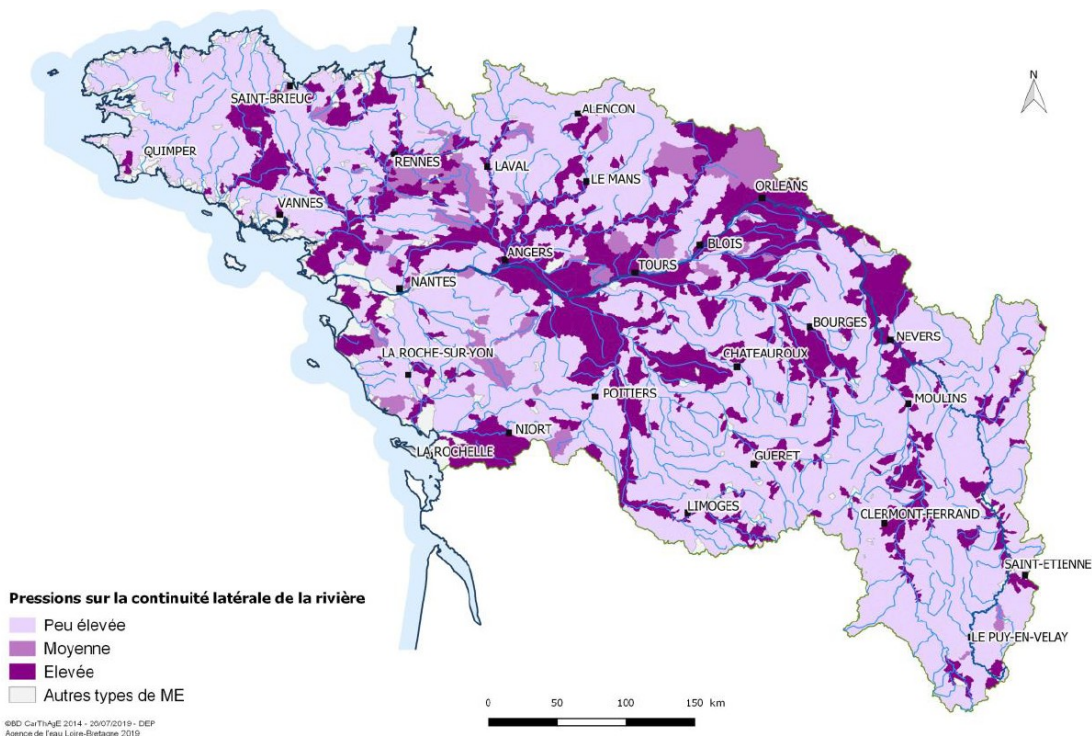 N
ALENCON
SAINT-BRIEUC
QUIMPER
RENNES
LAVAL
LE MANS
ORLEANS
VANNES
BLOIS
ANGERS
TOURS
NANTES
BOURGES
NEVERS
LA ROCHE-SUR-YON
CHATEAUROUX
POITIERS
MOULINS
NIORT
LA ROCHELLE
GUERET
LIMOGES
CLERMONT-FERRAND
SAINT-ETIENNE
LE PUY-EN-VELAY
Pressions sur la continuité latérale de la rivière
Peu élevée
Moyenne
Elevée
Autres types de ME
0 50 100 150 km
©BD CarThAgE 2014 - 26/07/2019 - DEP
Agence de l'eau Loire-Bretagne 2019